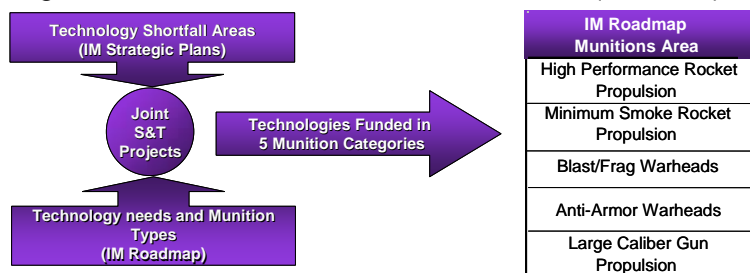 Technology Shortfall Areas
(IM Strategic Plans)
Joint
S&T
Projects
Technology needs and Munition
Types
(IM Roadmap)
Technologies Funded in
5 Munition Categories
IM Roadmap
Munitions Area
High Performance Rocket
Propulsion
Minimum Smoke Rocket
Propulsion
Blast/Frag Warheads
Anti-Armor Warheads
Large Caliber Gun
Propulsion